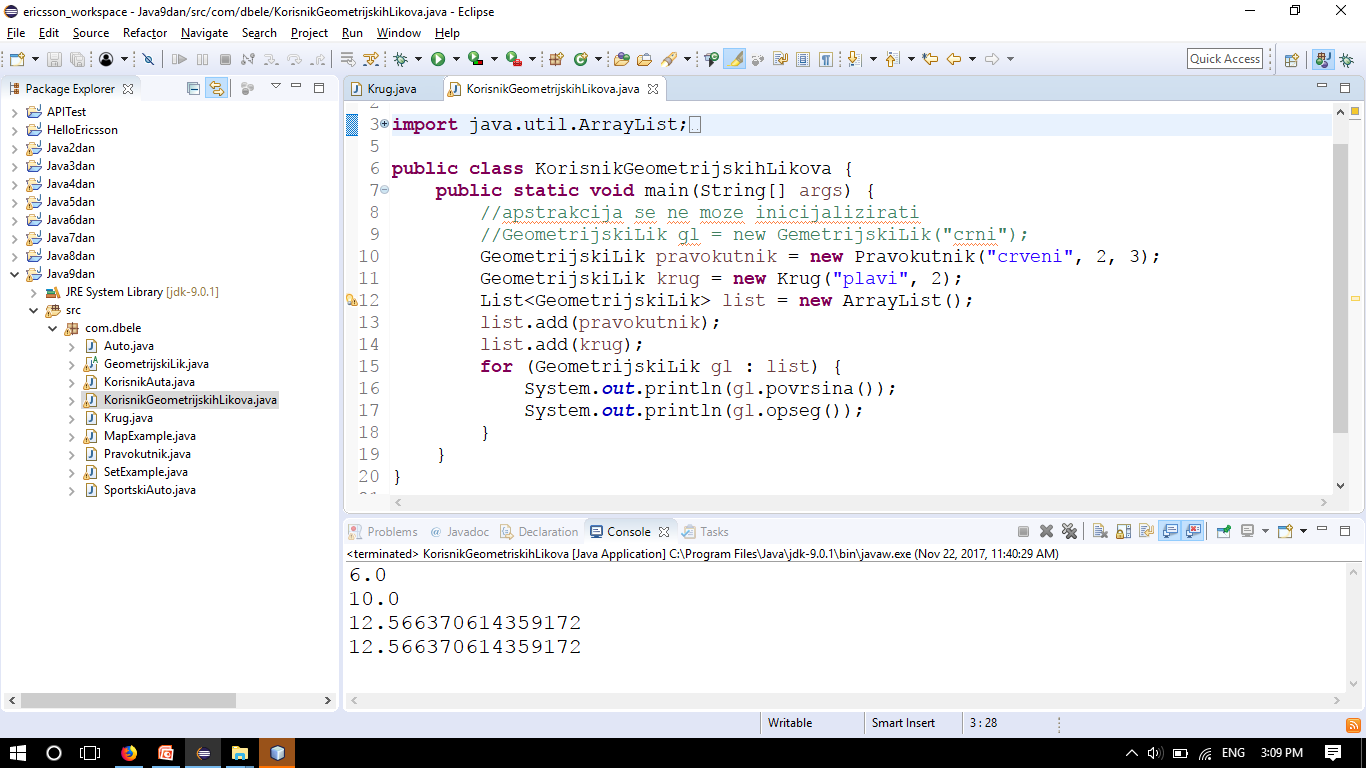 ericsson_workspace - Java9dan/src/com/dbele/KorisnikGeometrijskihLikova.java - Eclipse
File Edit Source Refactor Navigate Search Project Run Window Help
Quick Access
Package Explorer
APITest
HelloEricsson
Java2dan
Java3dan
Java4dan
Java5dan
Java6dan
Java7dan
Java8dan
Java9dan
JRE System Library [jdk-9.0.1]
src
com.dbele
Auto.java
GeometrijskiLik.java
KorisnikAuta.java
KorisnikGeometrijskihLikova.java
Krug.java
MapExample.java
Pravokutnik.java
SetExample.java
SportskiAuto.java
Krug.java KorisnikGeometrijskihLikova.java
2
3 import java.util.ArrayList;
5
6 public class KorisnikGeometrijskihLikova {
7 public static void main(String[] args) {
8 //apstrakcija se ne moze inicijalizirati
9 //GeometrijskiLik gl = new GemetrijskiLik("crni");
10 GeometrijskiLik pravokutnik = new Pravokutnik("crveni", 2, 3);
11 GeometrijskiLik krug = new Krug("plavi", 2);
12 List<GeometrijskiLik> list = new ArrayList();
13 list.add(pravokutnik);
14 list.add(krug);
15 for (GeometrijskiLik gl : list) {
16 System.out.println(gl.povrsina());
17 System.out.println(gl.opseg());
18 }
19 }
20 }
21
Problems Javadoc Declaration Console Tasks
<terminated> KorisnikGeometriskihLikova [Java Application] C:\Program Files\Java\jdk-9.0.1\bin\javaw.exe (Nov 22, 2017, 11:40:29 AM)
6.0
10.0
12.566370614359172
12.566370614359172
Writable Smart Insert 3 : 28
ENG 3:09 PM